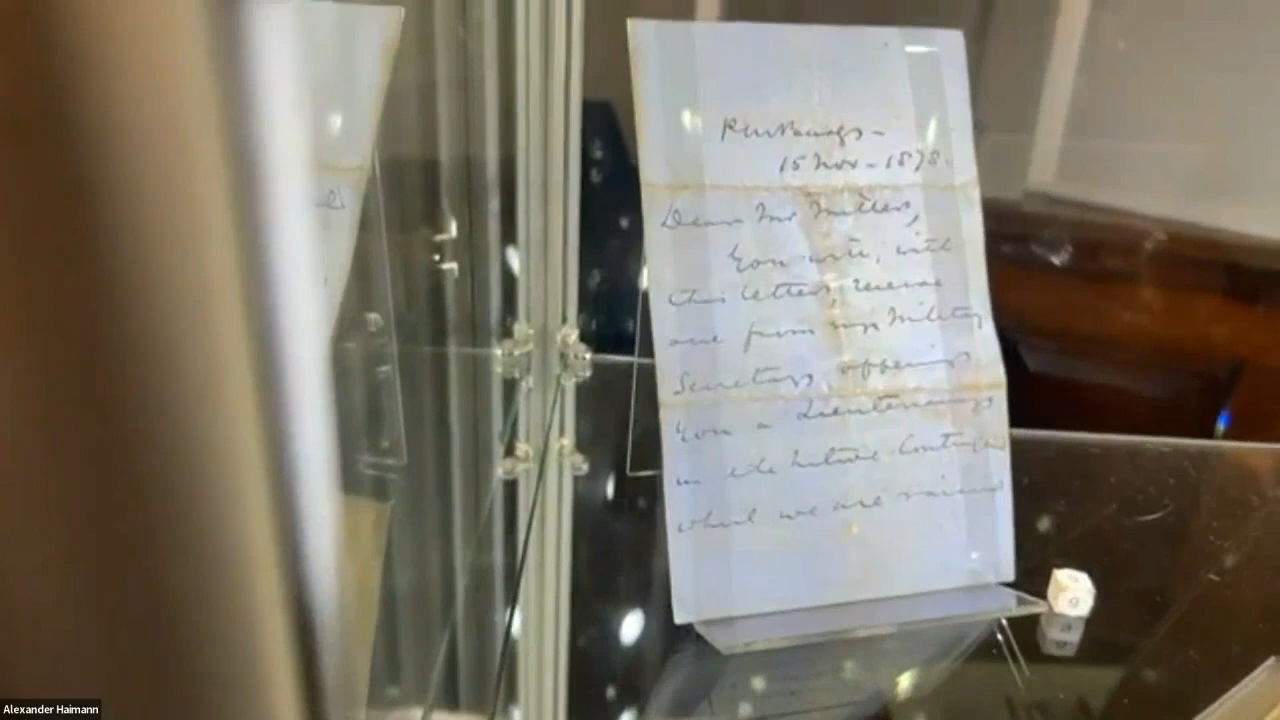 15 Nov - 1878.
Dear Mr
You will, with
this letter, receive
one from my Military
Secretary offering
you a Lieutenancy
in the Native Contingent
which we are raising
Alexander Haimann